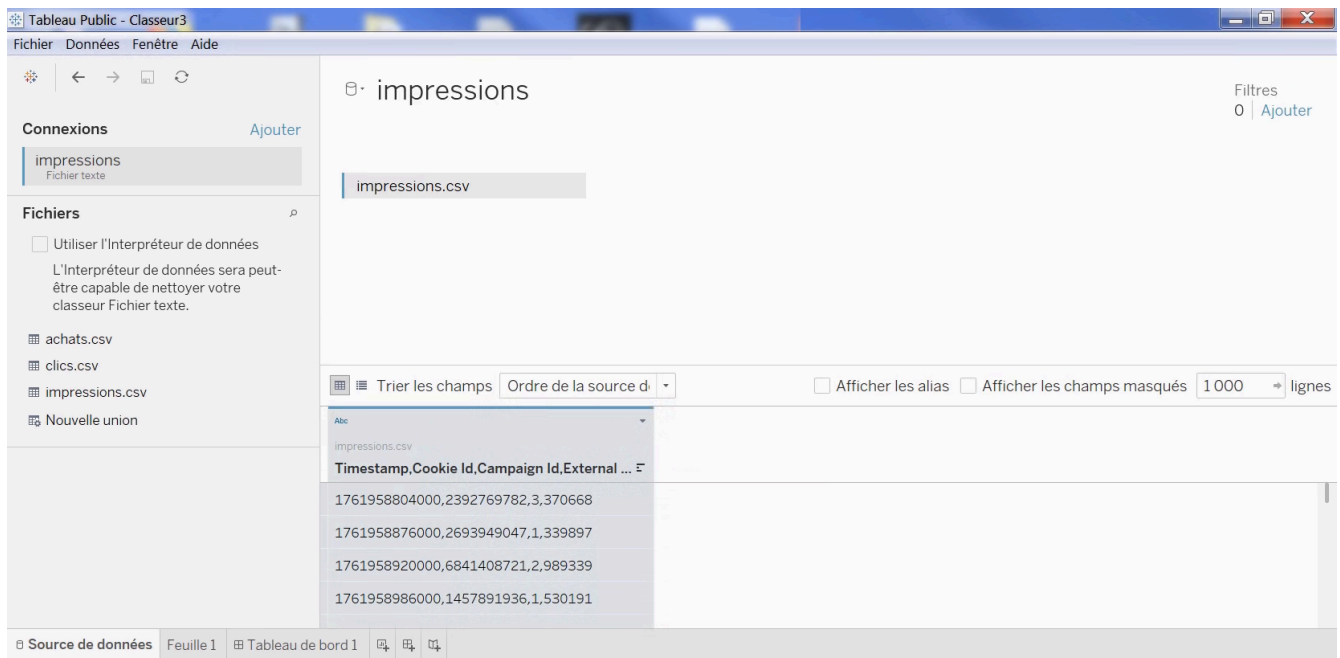 Tableau Public - Classeur3
Fichier Données Fenêtre Aide
Connexions Ajouter
impressions
Fichier texte
Fichiers
Utiliser l'Interpréteur de données
L'Interpréteur de données sera peut-
être capable de nettoyer votre
classeur Fichier texte.
achats.csv
clics.csv
impressions.csv
Nouvelle union
impressions
Filtres
0 Ajouter
impressions.csv
Trier les champs Ordre de la source d Afficher les alias Afficher les champs masqués 1 000 lignes
Abc
impressions.csv
Timestamp,Cookie Id,Campaign Id,External ...
1761958804000,2392769782,3,370668
1761958876000,2693949047,1,339897
1761958920000,6841408721,2,989339
1761958986000,1457891936,1,530191
Source de données Feuille 1 Tableau de bord 1